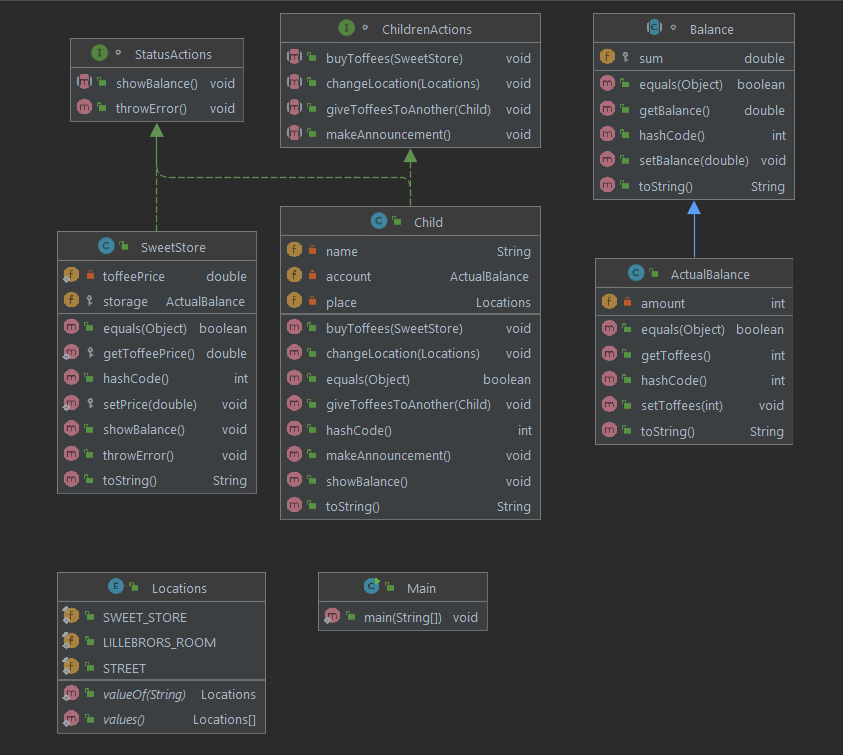 StatusActions
showBalance() void
throwError() void
ChildrenActions
buyToffees(SweetStore) void
changeLocation(Locations) void
giveToffeesToAnother(Child) void
makeAnnouncement() void
Balance
sum double
equals(Object) boolean
getBalance() double
hashCode() int
setBalance(double) void
toString() String
SweetStore
toffeePrice double
storage ActualBalance
equals(Object) boolean
getToffeePrice() double
hashCode() int
setPrice(double) void
showBalance() void
throwError() void
toString() String
Child
name String
account ActualBalance
place Locations
buyToffees(SweetStore) void
changeLocation(Locations) void
equals(Object) boolean
giveToffeesToAnother(Child) void
hashCode() int
makeAnnouncement() void
showBalance() void
toString() String
ActualBalance
amount int
equals(Object) boolean
getToffees() int
hashCode() int
setToffees(int) void
toString() String
Locations
SWEET_STORE
LILLEBRORS_ROOM
STREET
valueOf(String) Locations
values() Locations[]
Main
main(String[]) void